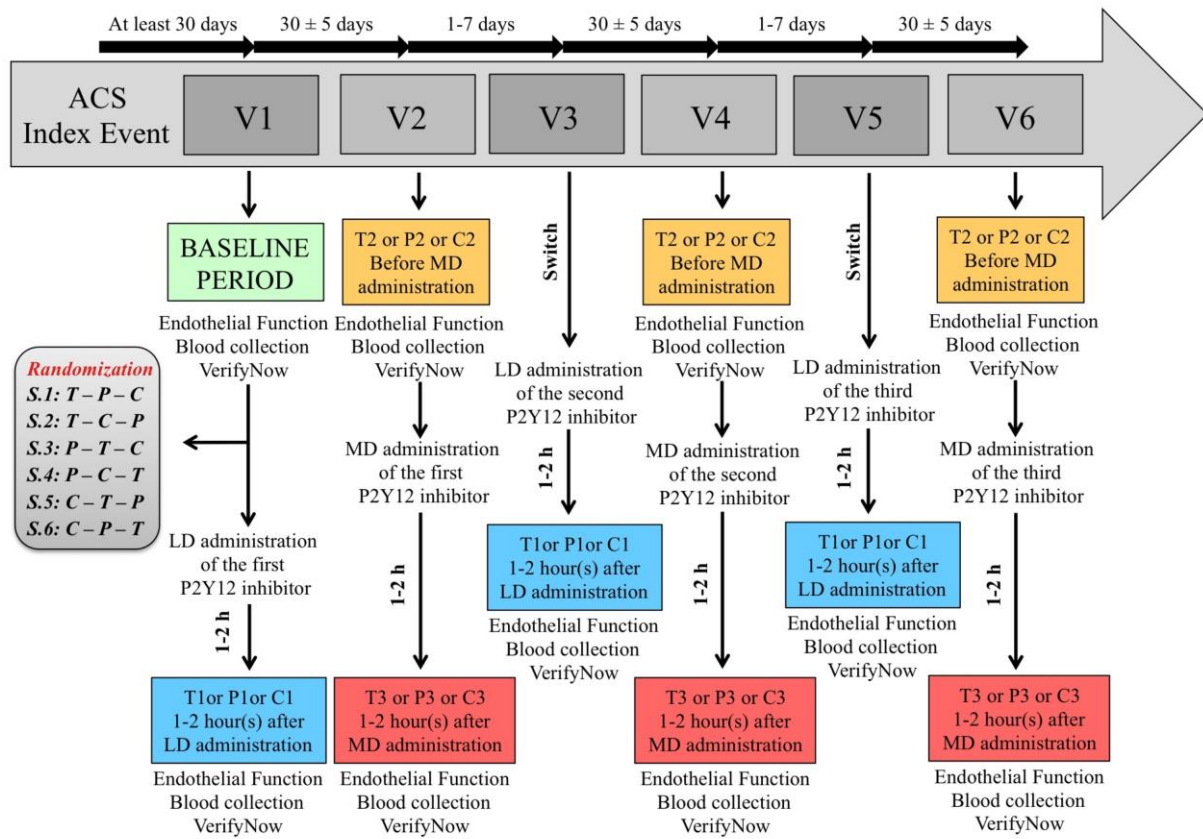 At least 30 days
30 ± 5 days
1-7 days
30 ± 5 days
1-7 days
30 ± 5 days
ACS
Index Event
V1
V2
V3
V4
V5
V6
BASELINE
PERIOD
Endothelial Function
Blood collection
VerifyNow
Randomization
S.1: T – P – C
S.2: T – C – P
S.3: P – T – C
S.4: P – C – T
S.5: C – T – P
S.6: C – P – T
LD administration
of the first
P2Y12 inhibitor
1-2 h
T1or P1or C1
1-2 hour(s) after
LD administration
Endothelial Function
Blood collection
VerifyNow
T2 or P2 or C2
Before MD
administration
Endothelial Function
Blood collection
VerifyNow
MD administration
of the first
P2Y12 inhibitor
1-2 h
T3 or P3 or C3
1-2 hour(s) after
MD administration
Endothelial Function
Blood collection
VerifyNow
Switch
LD administration
of the second
P2Y12 inhibitor
1-2 h
T1or P1or C1
1-2 hour(s) after
LD administration
Endothelial Function
Blood collection
VerifyNow
T2 or P2 or C2
Before MD
administration
Endothelial Function
Blood collection
VerifyNow
MD administration
of the second
P2Y12 inhibitor
1-2 h
T3 or P3 or C3
1-2 hour(s) after
MD administration
Endothelial Function
Blood collection
VerifyNow
Switch
LD administration
of the third
P2Y12 inhibitor
1-2 h
T1or P1or C1
1-2 hour(s) after
LD administration
Endothelial Function
Blood collection
VerifyNow
T2 or P2 or C2
Before MD
administration
Endothelial Function
Blood collection
VerifyNow
MD administration
of the third
P2Y12 inhibitor
1-2 h
T3 or P3 or C3
1-2 hour(s) after
MD administration
Endothelial Function
Blood collection
VerifyNow